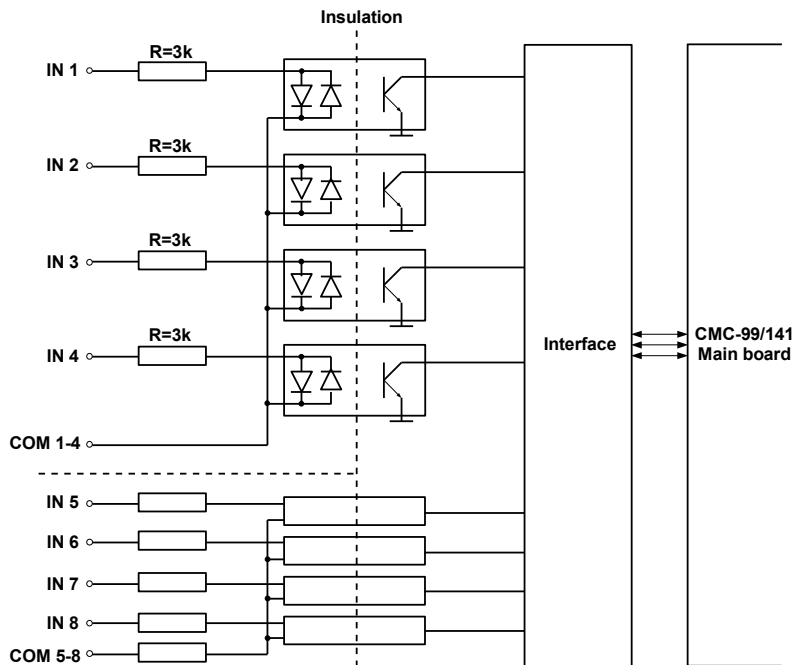 Insulation
R=3k
IN 1
R=3k
IN 2
R=3k
IN 3
R=3k
IN 4
Interface
CMC-99/141
Main board
COM 1-4
IN 5
IN 6
IN 7
IN 8
COM 5-8